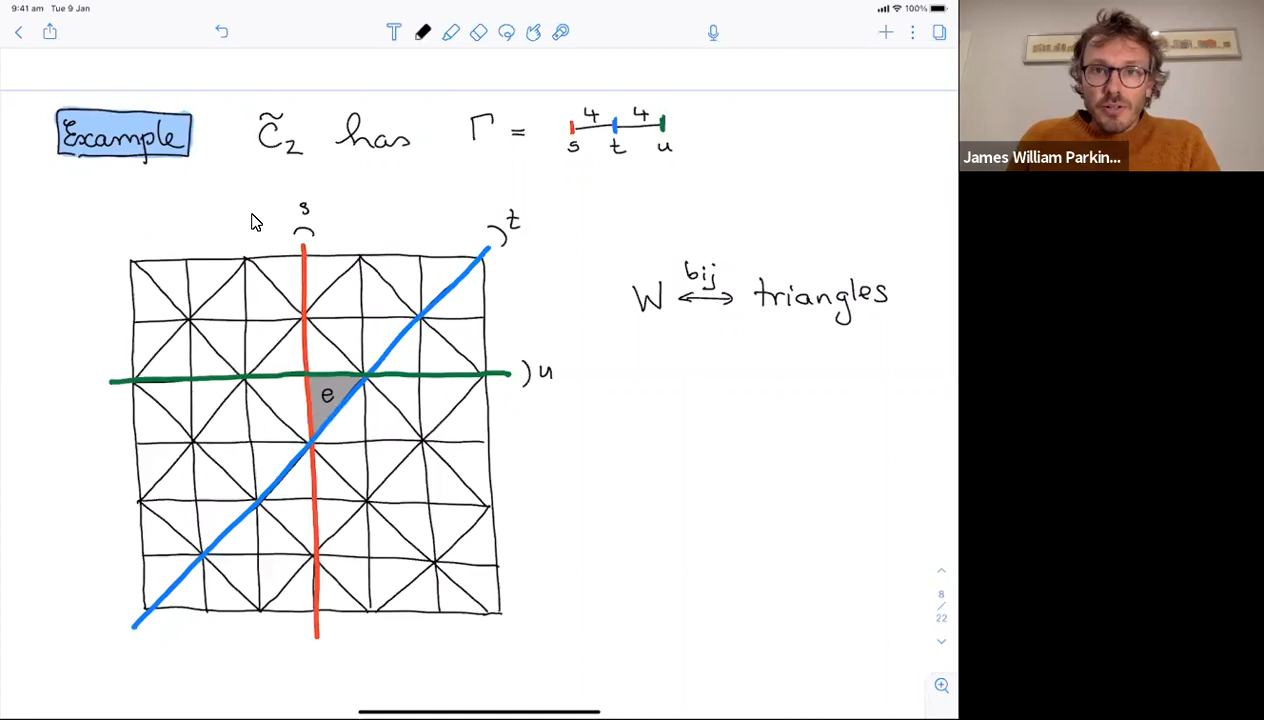 9:41 am Tue 9 Jan
100%
T
Example C̃₂ has Γ = 4 4
s t u
s
t
W bij ⟷ triangles
u
e
James William Parkin...
8
/
22